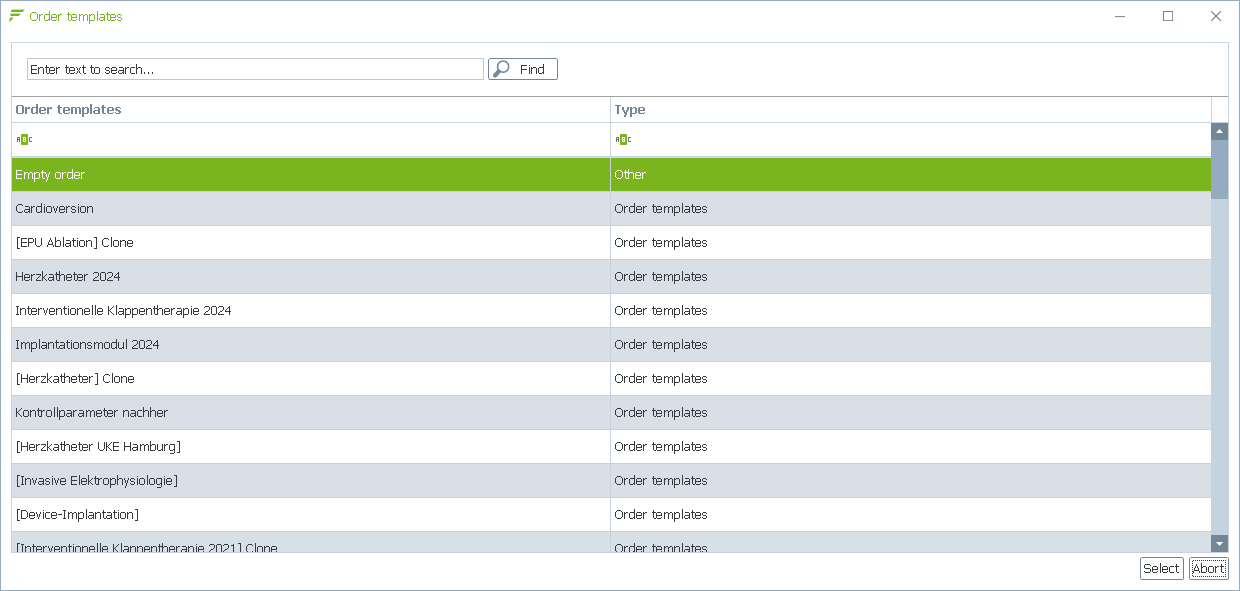 Order templates
Enter text to search...
Find
Order templates Type
ABC ABC
Empty order Other
Cardioversion Order templates
[EPU Ablation] Clone Order templates
Herzkatheter 2024 Order templates
Interventionelle Klappentherapie 2024 Order templates
Implantationsmodul 2024 Order templates
[Herzkatheter] Clone Order templates
Kontrollparameter nachher Order templates
[Herzkatheter UKE Hamburg] Order templates
[Invasive Elektrophysiologie] Order templates
[Device-Implantation] Order templates
[Interventionelle Klappentherapie 2021] Clone Order templates
Select Abort